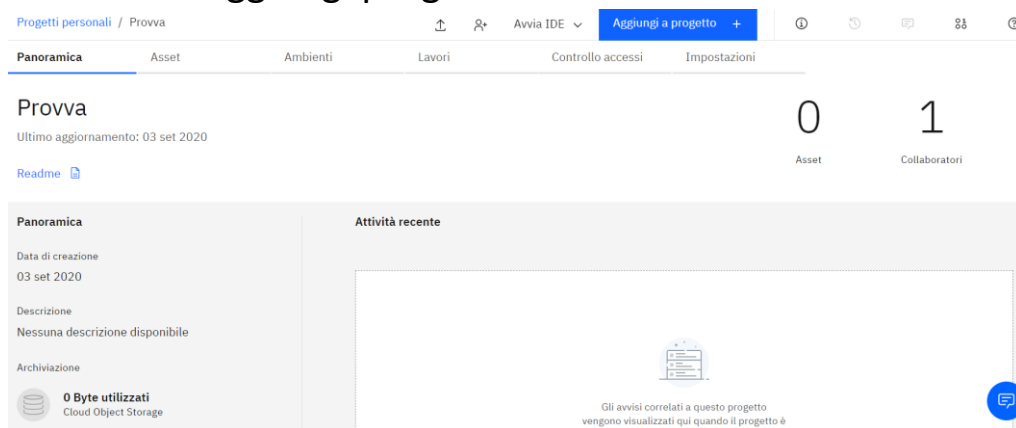 Progetti personali / Provva
Avvia IDE
Aggiungi a progetto +
Panoramica
Asset
Ambienti
Lavori
Controllo accessi
Impostazioni
Provva
Ultimo aggiornamento: 03 set 2020
Readme
0
Asset
1
Collaboratori
Panoramica
Data di creazione
03 set 2020
Descrizione
Nessuna descrizione disponibile
Archiviazione
0 Byte utilizzati
Cloud Object Storage
Attività recente
Gli avvisi correlati a questo progetto
vengono visualizzati qui quando il progetto è